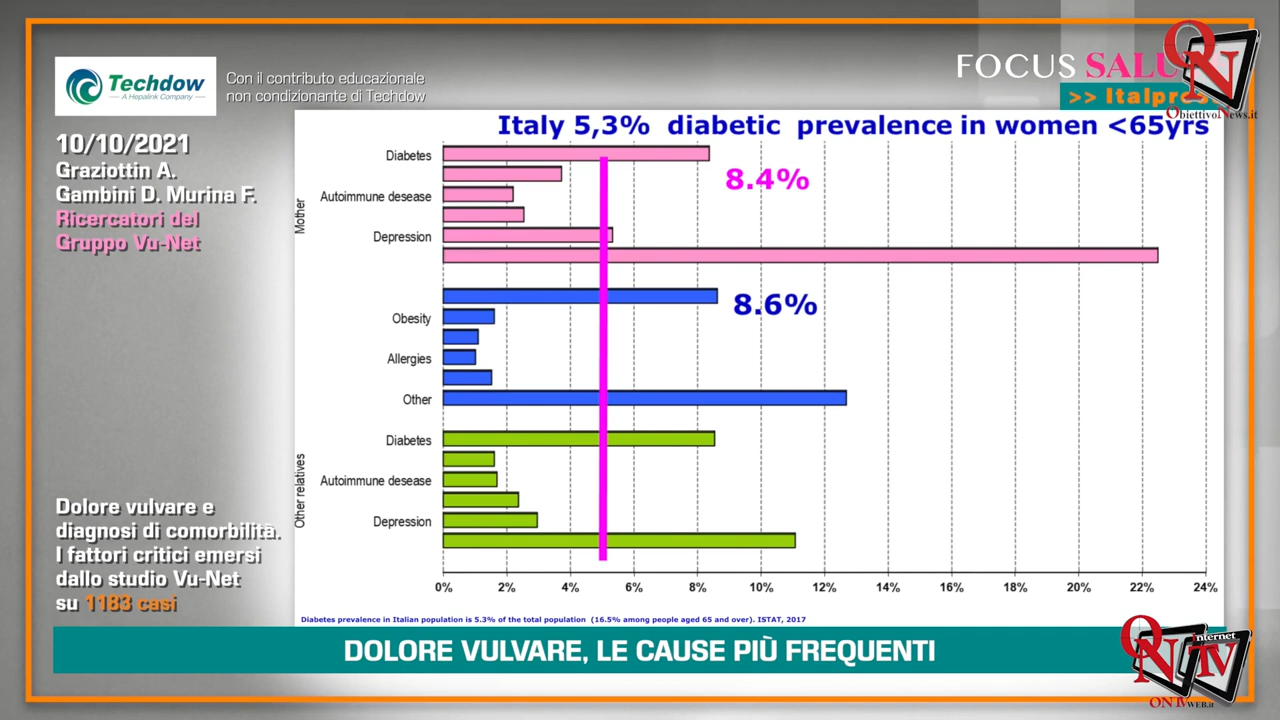 Techdow
A Hepalink Company
Con il contributo educazionale
non condizionante di Techdow
FOCUS
ObiettivoNews.it
10/10/2021
Graziottin A.
Gambini D. Murina F.
Ricercatori del
Gruppo Vu-Net
Dolore vulvare e
diagnosi di comorbilità.
I fattori critici emersi
dallo studio Vu-Net
su 1183 casi
Italy 5,3% diabetic prevalence in women <65yrs
Mother
Diabetes
8.4%
Autoimmune desease
Depression
8.6%
Obesity
Allergies
Other
Other relatives
Diabetes
Autoimmune desease
Depression
0% 2% 4% 6% 8% 10% 12% 14% 16% 18% 20% 22% 24%
Diabetes prevalence in Italian population is 5.3% of the total population (16.5% among people aged 65 and over). ISTAT, 2017
DOLORE VULVARE, LE CAUSE PIÙ FREQUENTI
internet
ON TV
ON TVWEB.it